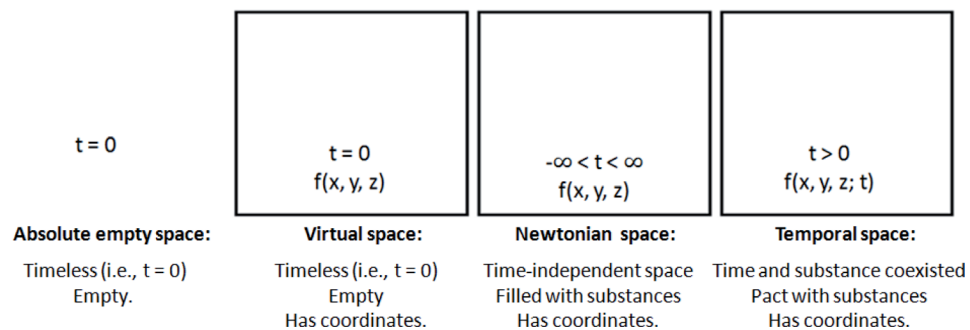 t = 0
t = 0
f(x, y, z)
-∞ < t < ∞
f(x, y, z)
t > 0
f(x, y, z; t)
Absolute empty space:
Timeless (i.e., t = 0)
Empty.
Virtual space:
Timeless (i.e., t = 0)
Empty
Has coordinates.
Newtonian space:
Time-independent space
Filled with substances
Has coordinates.
Temporal space:
Time and substance coexisted
Pact with substances
Has coordinates.